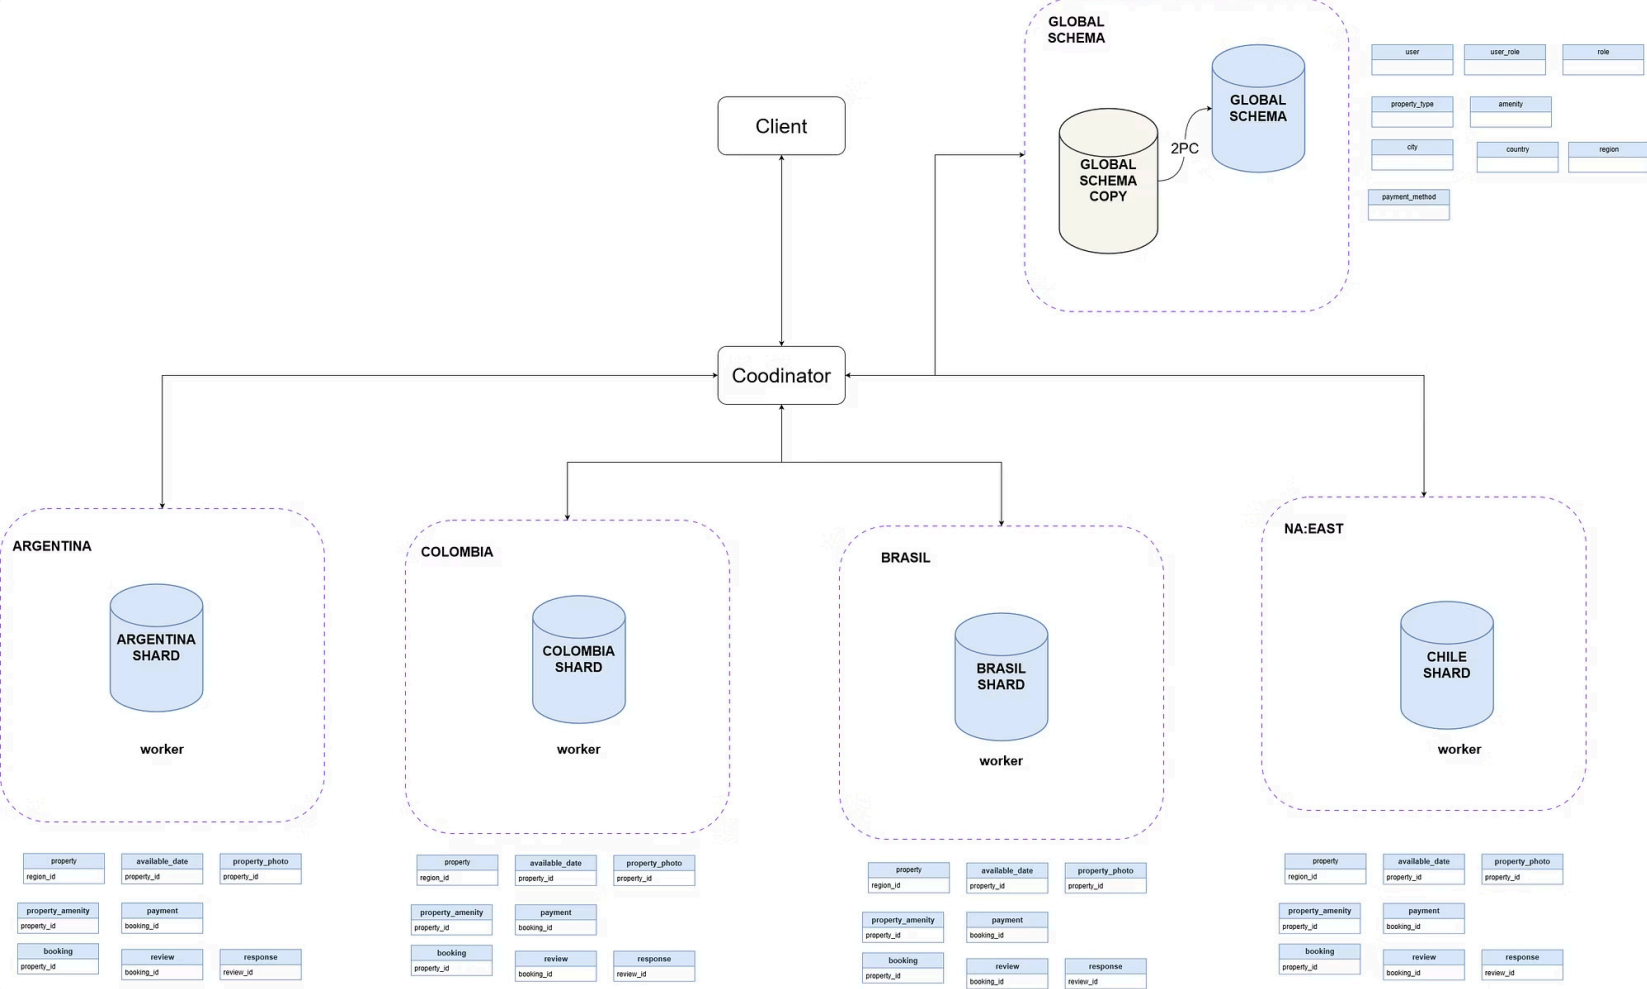 GLOBAL
SCHEMA
GLOBAL
SCHEMA
GLOBAL
SCHEMA
COPY
2PC
user
user_role
role
property_type
amenity
city
country
region
payment_method
Client
Coodinator
ARGENTINA
ARGENTINA
SHARD
worker
COLOMBIA
COLOMBIA
SHARD
worker
BRASIL
BRASIL
SHARD
worker
NA:EAST
CHILE
SHARD
worker
property
region_id
available_date
property_id
property_photo
property_id
property_amenity
property_id
payment
booking_id
booking
property_id
review
booking_id
response
review_id
property
region_id
available_date
property_id
property_photo
property_id
property_amenity
property_id
payment
booking_id
booking
property_id
review
booking_id
response
review_id
property
region_id
available_date
property_id
property_photo
property_id
property_amenity
property_id
payment
booking_id
booking
property_id
review
booking_id
response
review_id
property
region_id
available_date
property_id
property_photo
property_id
property_amenity
property_id
payment
booking_id
booking
property_id
review
booking_id
response
review_id